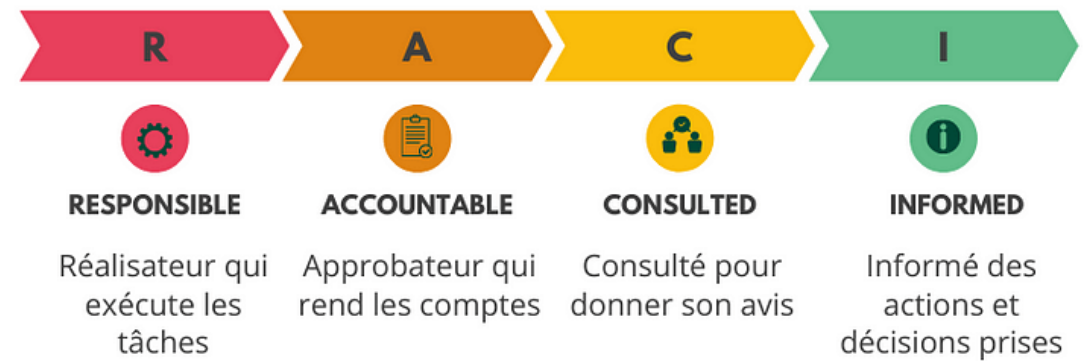 R
A
C
I
RESPONSIBLE
ACCOUNTABLE
CONSULTED
INFORMED
Réalisateur qui
exécute les
tâches
Approbateur qui
rend les comptes
Consulté pour
donner son avis
Informé des
actions et
décisions prises